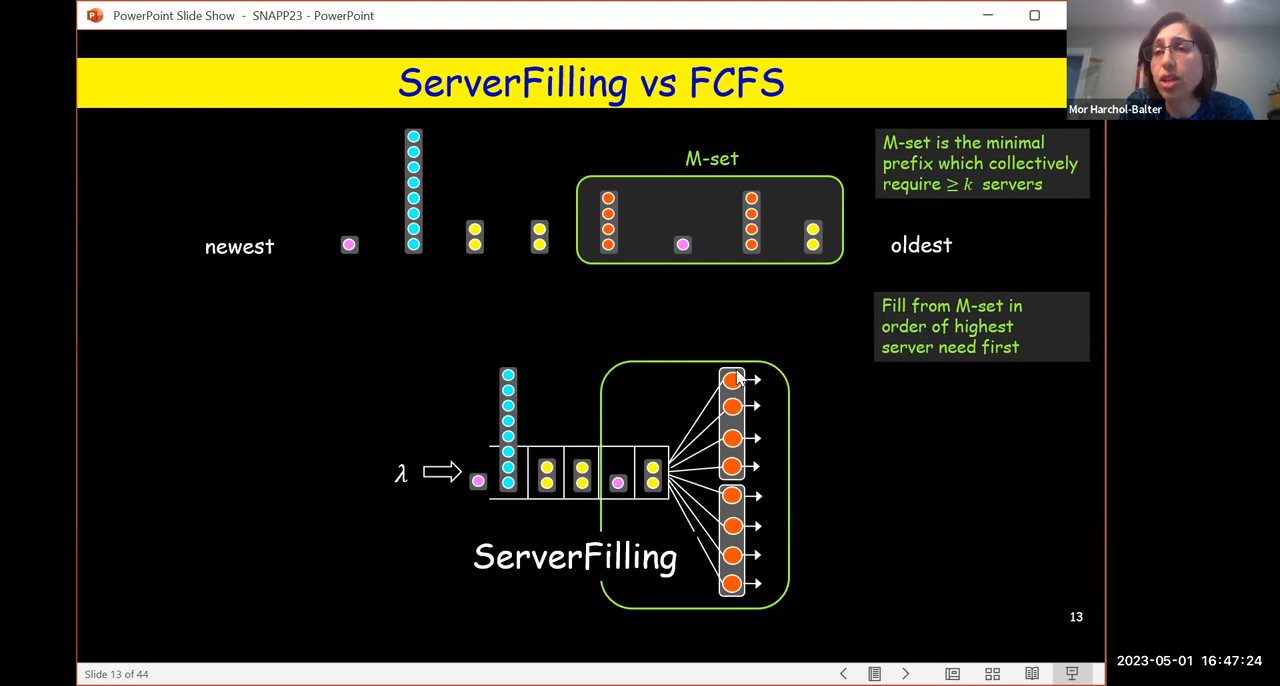 PowerPoint Slide Show - SNAPP23 - PowerPoint
Mor Harchol-Balter
ServerFilling vs FCFS
M-set
M-set is the minimal
prefix which collectively
require ≥ k servers
newest
oldest
Fill from M-set in
order of highest
server need first
λ
ServerFilling
13
Slide 13 of 44
2023-05-01 16:47:24